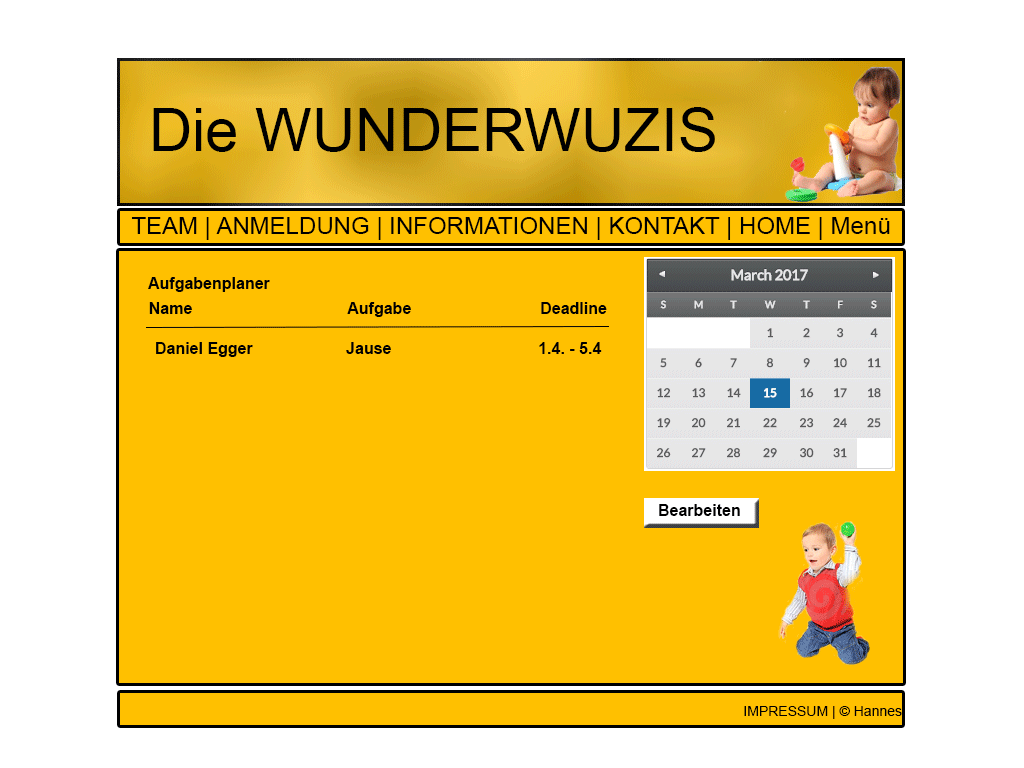 Die WUNDERWUZIS
TEAM | ANMELDUNG | INFORMATIONEN | KONTAKT | HOME | Menü
Aufgabenplaner
Name Aufgabe Deadline
Daniel Egger Jause 1.4. - 5.4
March 2017
S M T W T F S
1 2 3 4
5 6 7 8 9 10 11
12 13 14 15 16 17 18
19 20 21 22 23 24 25
26 27 28 29 30 31
Bearbeiten
IMPRESSUM | © Hannes